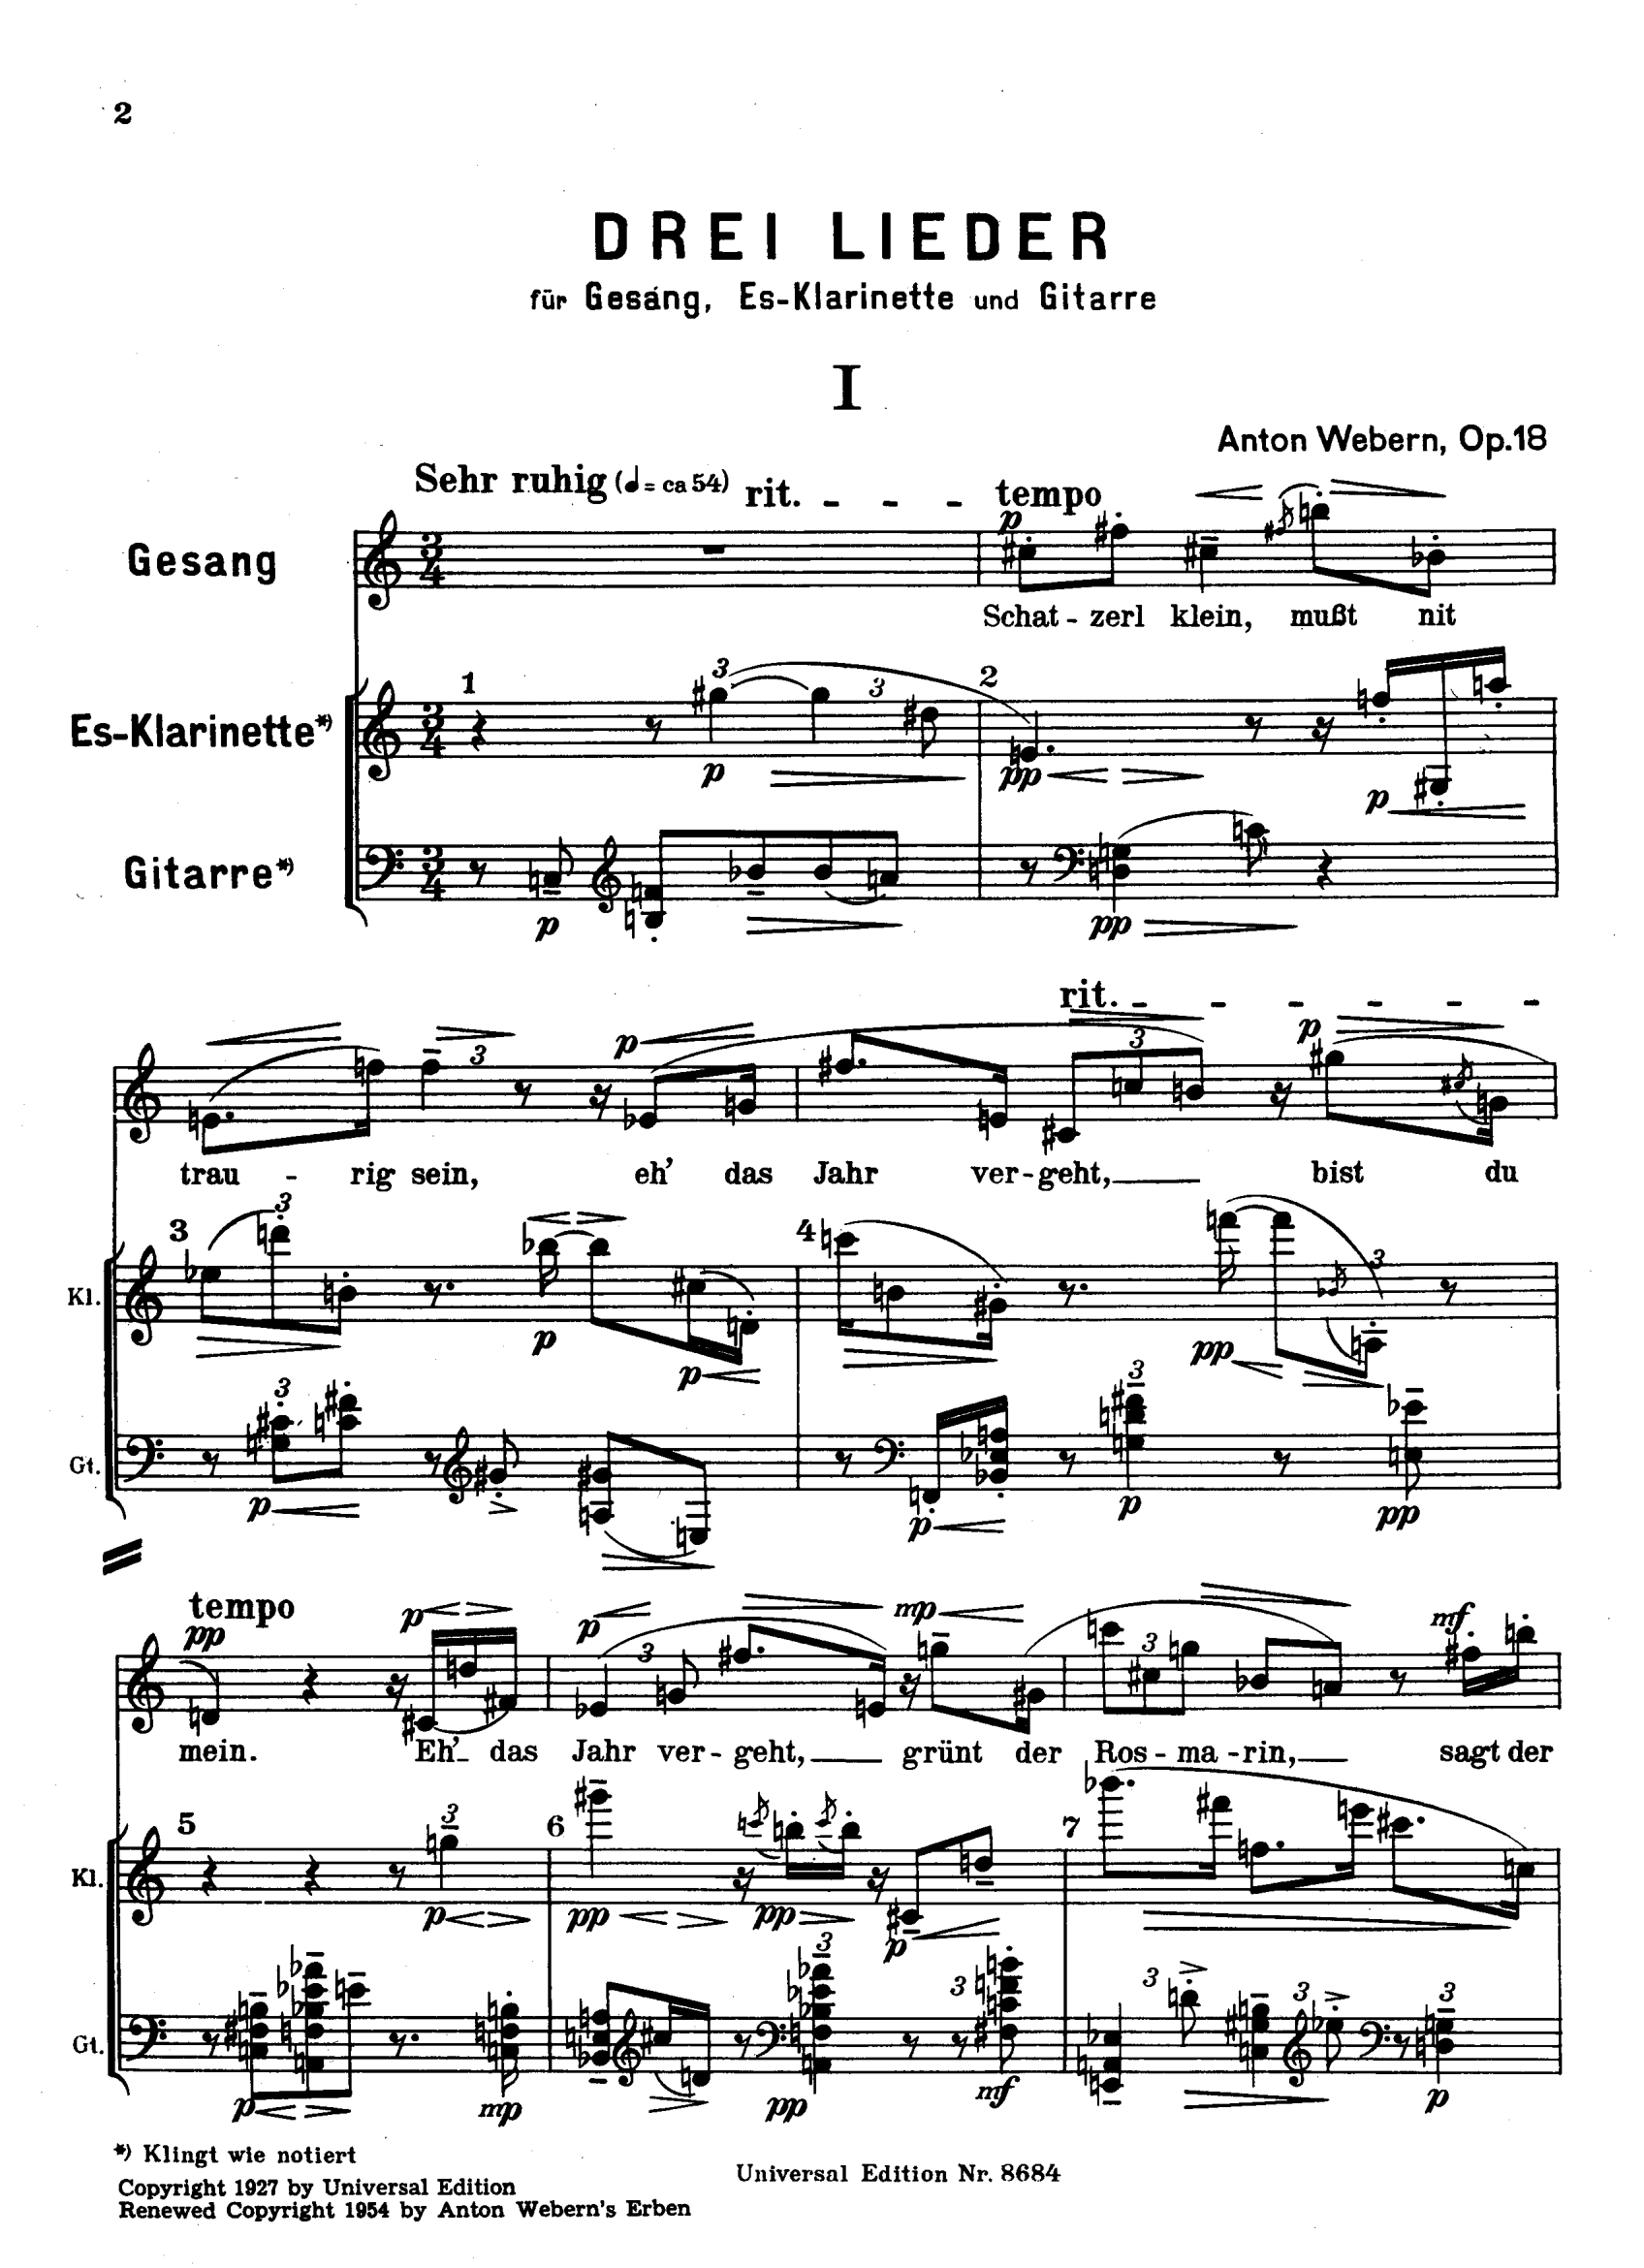 2
DREI LIEDER
für Gesang, Es-Klarinette und Gitarre
I
Anton Webern, Op.18
Sehr ruhig (♩= ca 54) rit. _ _ _ tempo
p
Gesang
3
4
Schat - zerl klein, mußt nit
1 3 3 2
Es-Klarinette*)
3
4
p pp p
Gitarre*)
3
4
p pp
rit. _ _ _ _ _ _
3 p 3 p
trau - rig sein, eh’ das Jahr ver - geht, bist du
3 3 4 3
Kl.
p p pp
3 3
Gt.
p p p pp
tempo
pp p p mp mf
3 3
mein. Eh’ das Jahr ver - geht, grünt der Ros - ma - rin, sagt der
5 3 6 7
Kl.
p pp pp p
3 3 3 3 3
Gt.
p mp pp mf p
*) Klingt wie notiert
Copyright 1927 by Universal Edition
Renewed Copyright 1954 by Anton Webern's Erben
Universal Edition Nr. 8684